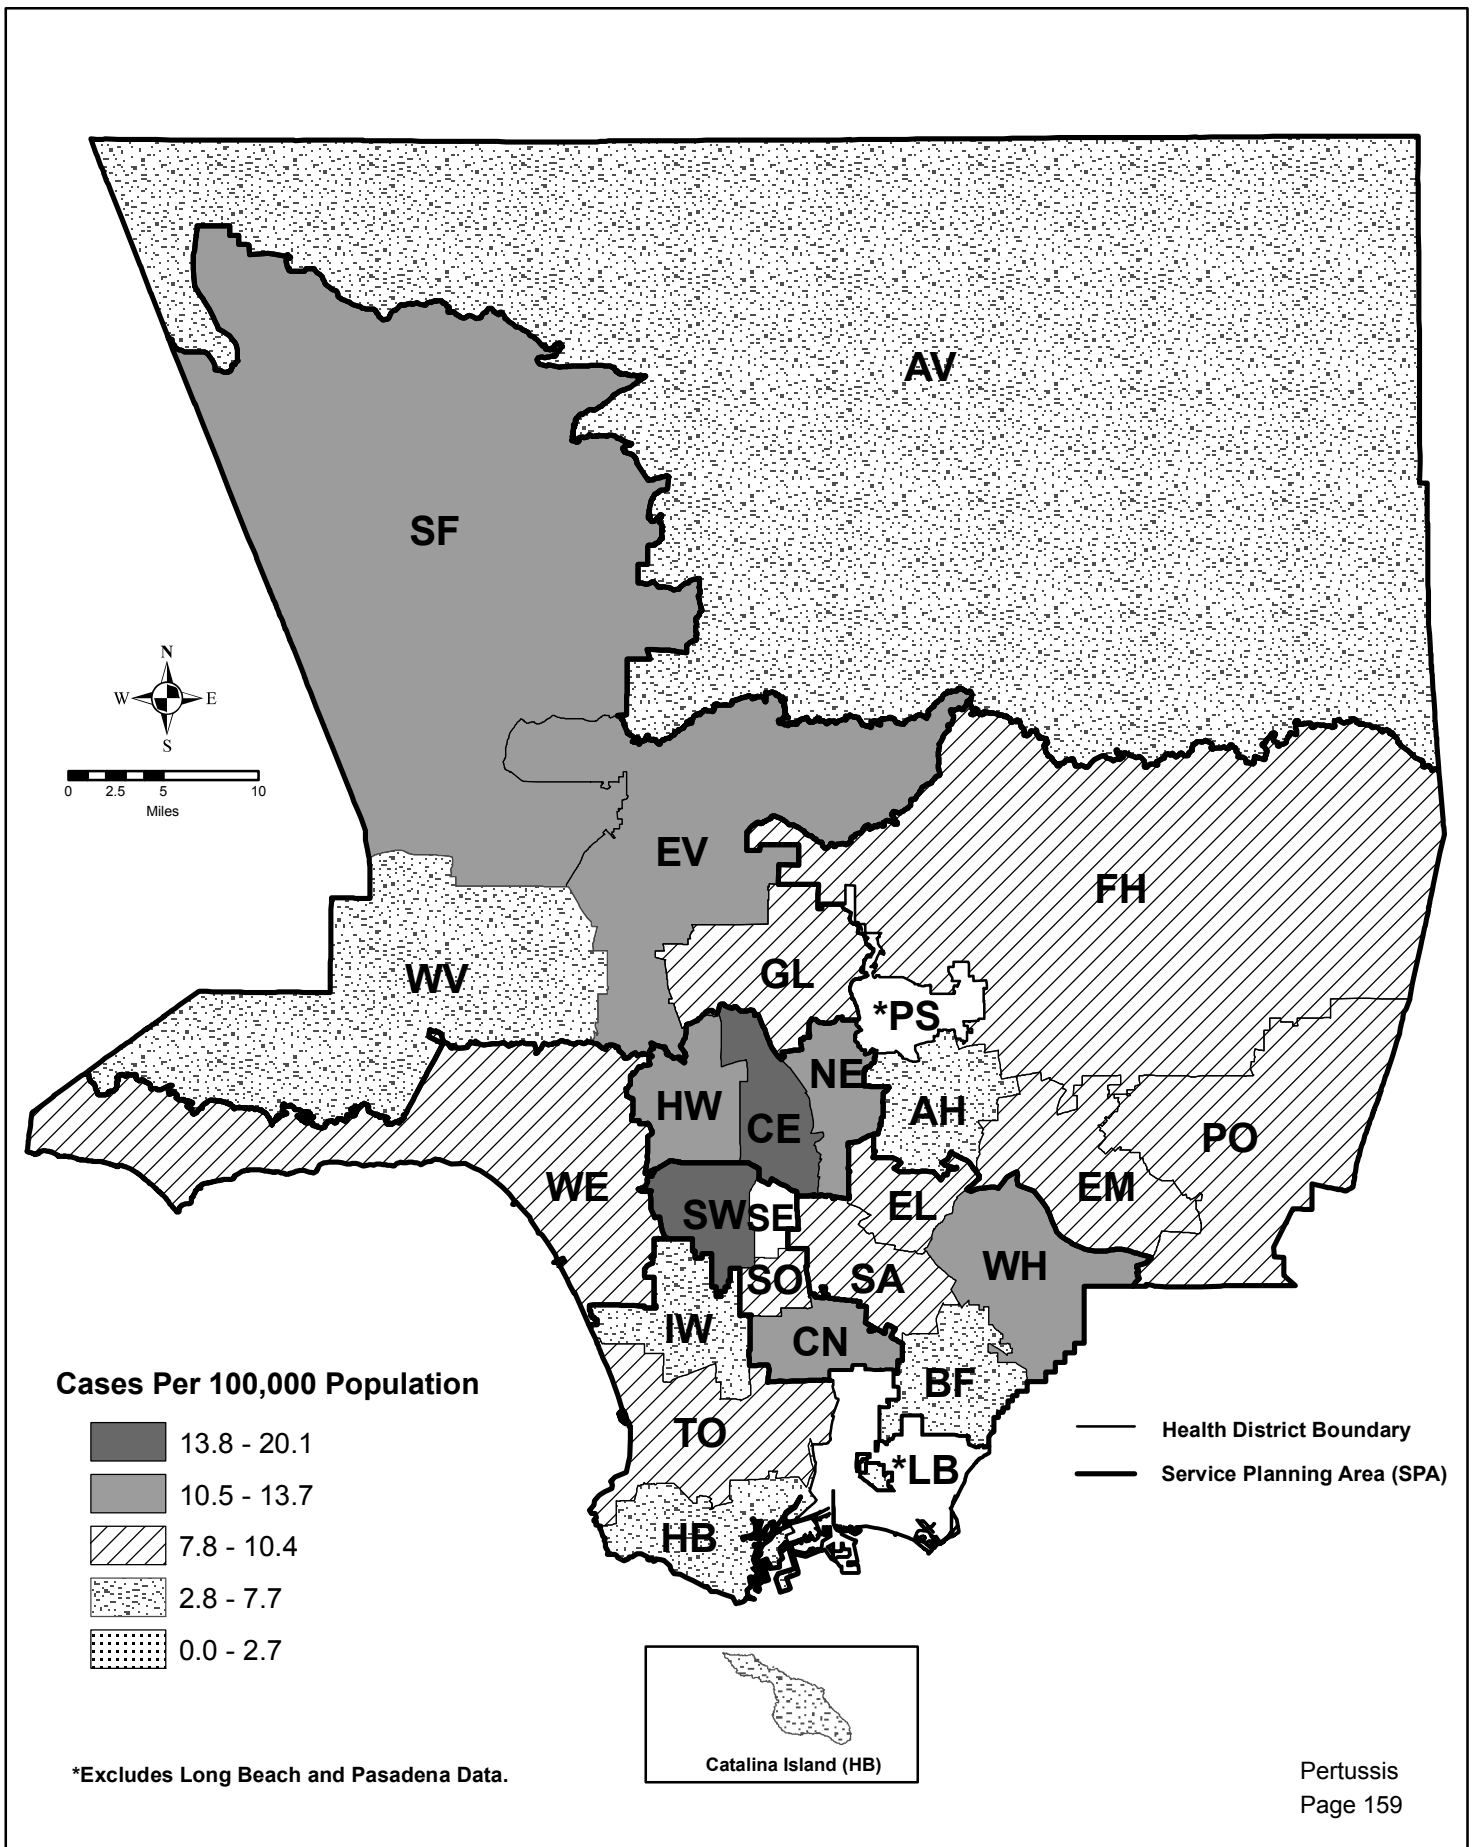 AV
SF
N
W E
S
0 2.5 5 10
Miles
EV
FH
WV
GL
*PS
NE
HW
CE
AH
PO
WE
EM
SW
SE
EL
SO
SA
WH
IW
CN
BF
TO
*LB
HB
Cases Per 100,000 Population
13.8 - 20.1
10.5 - 13.7
7.8 - 10.4
2.8 - 7.7
0.0 - 2.7
Health District Boundary
Service Planning Area (SPA)
Catalina Island (HB)
*Excludes Long Beach and Pasadena Data.
Pertussis
Page 159